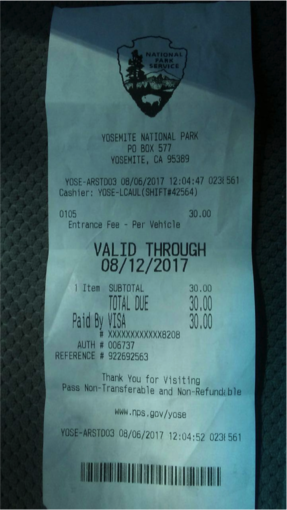 NATIONAL
PARK
SERVICE
YOSEMITE NATIONAL PARK
PO BOX 577
YOSEMITE, CA 95389
YOSE-ARST003 08/06/2017 12:04:47 0231561
Cashier: YOSE-LCAUL(SHIFT#42564)
0105 30.00
Entrance Fee - Per Vehicle
VALID THROUGH
08/12/2017
1 Item SUBTOTAL 30.00
TOTAL DUE 30.00
Paid By VISA 30.00
# XXXXXXXXXXXX8208
AUTH # 006737
REFERENCE # 922692563
Thank You for Visiting
Pass Non-Transferable and Non-Refundable
www.nps.gov/yose
YOSE-ARST003 08/06/2017 12:04:52 0231561